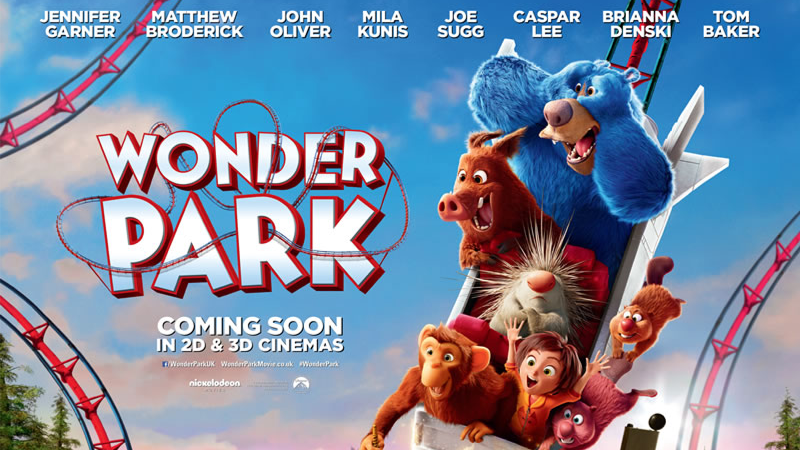 JENNIFER GARNER
MATTHEW BRODERICK
JOHN OLIVER
MILA KUNIS
JOE SUGG
CASPAR LEE
BRIANNA DENSKI
TOM BAKER
WONDER
PARK
COMING SOON
IN 2D & 3D CINEMAS
/WonderParkUK WonderParkMovie.co.uk #WonderPark
nickelodeon